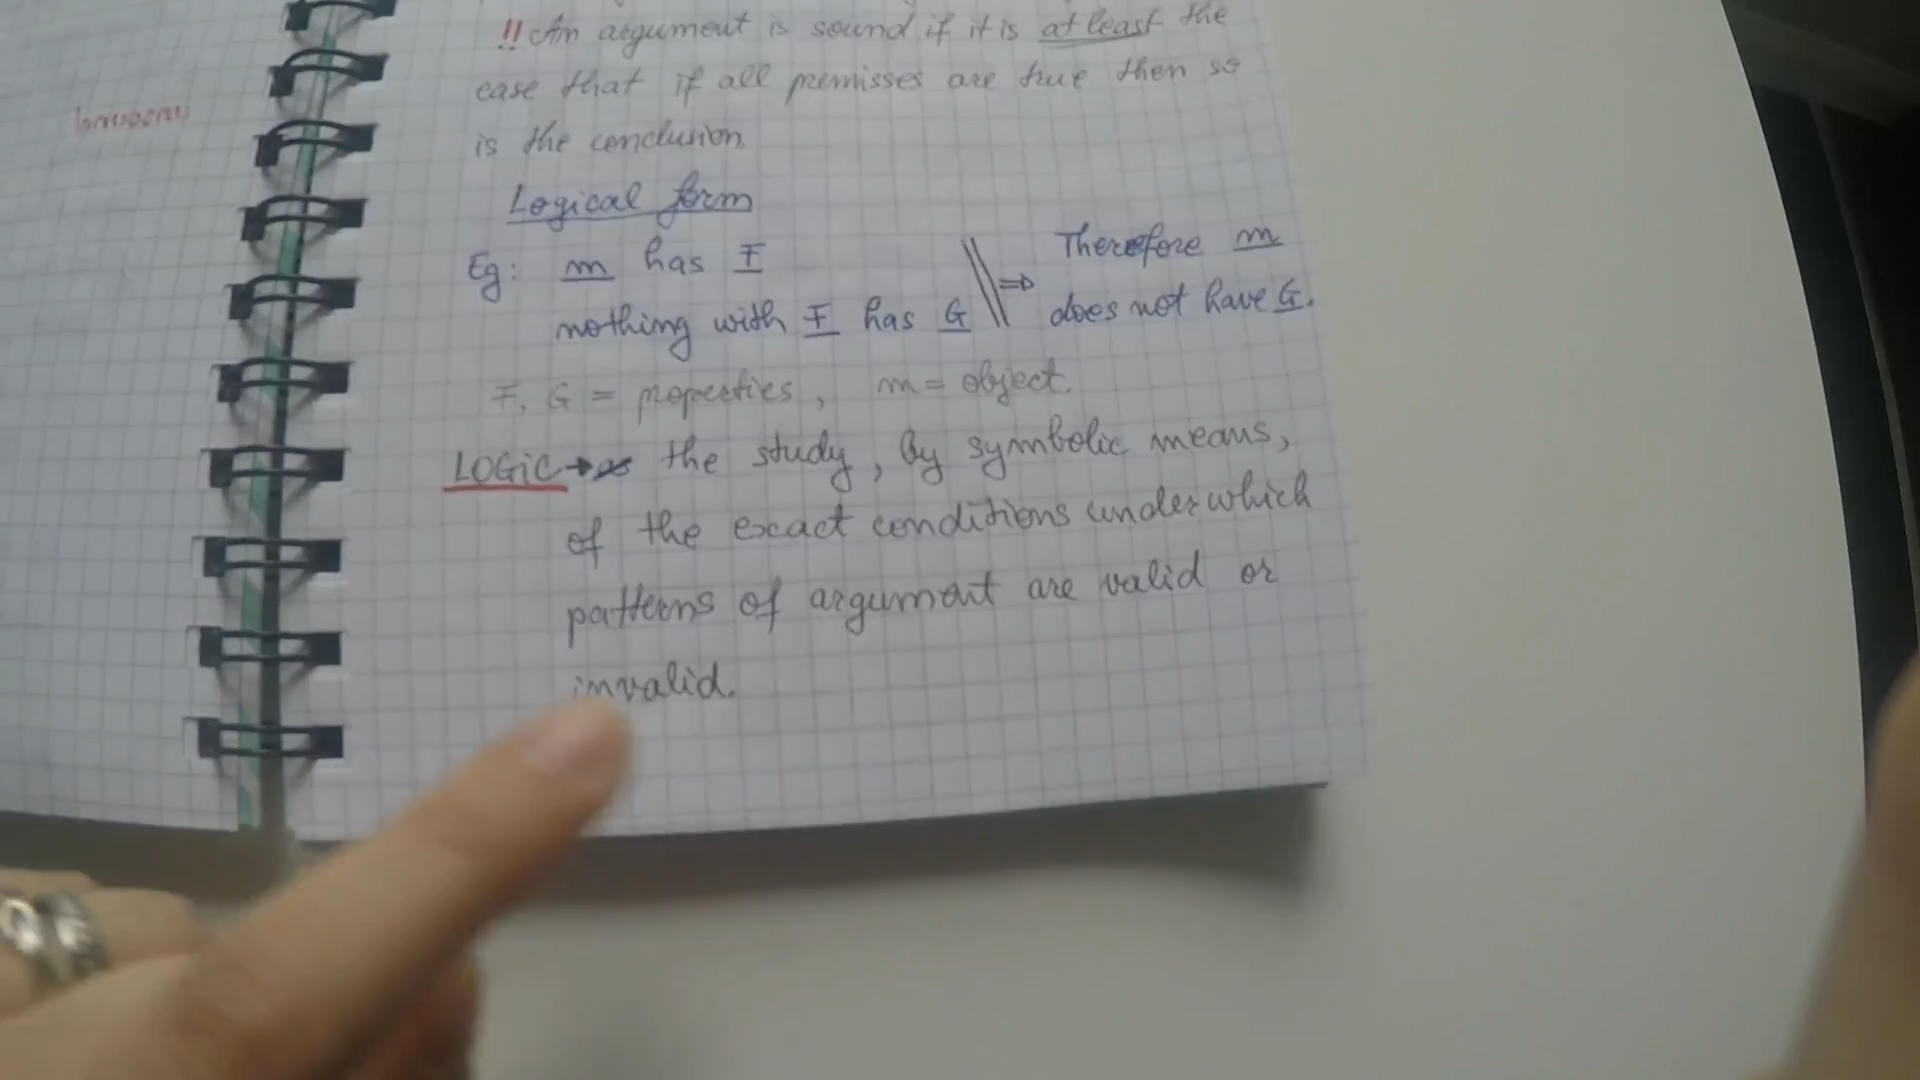 !! An argument is sound if it is at least the
case that if all premisses are true then so
is the conclusion.
Logical form
Eg: m has F
nothing with F has G
⇒ Therefore m
does not have G.
F, G = properties, m = object.
LOGIC → the study, by symbolic means,
of the exact conditions under which
patterns of argument are valid or
invalid.